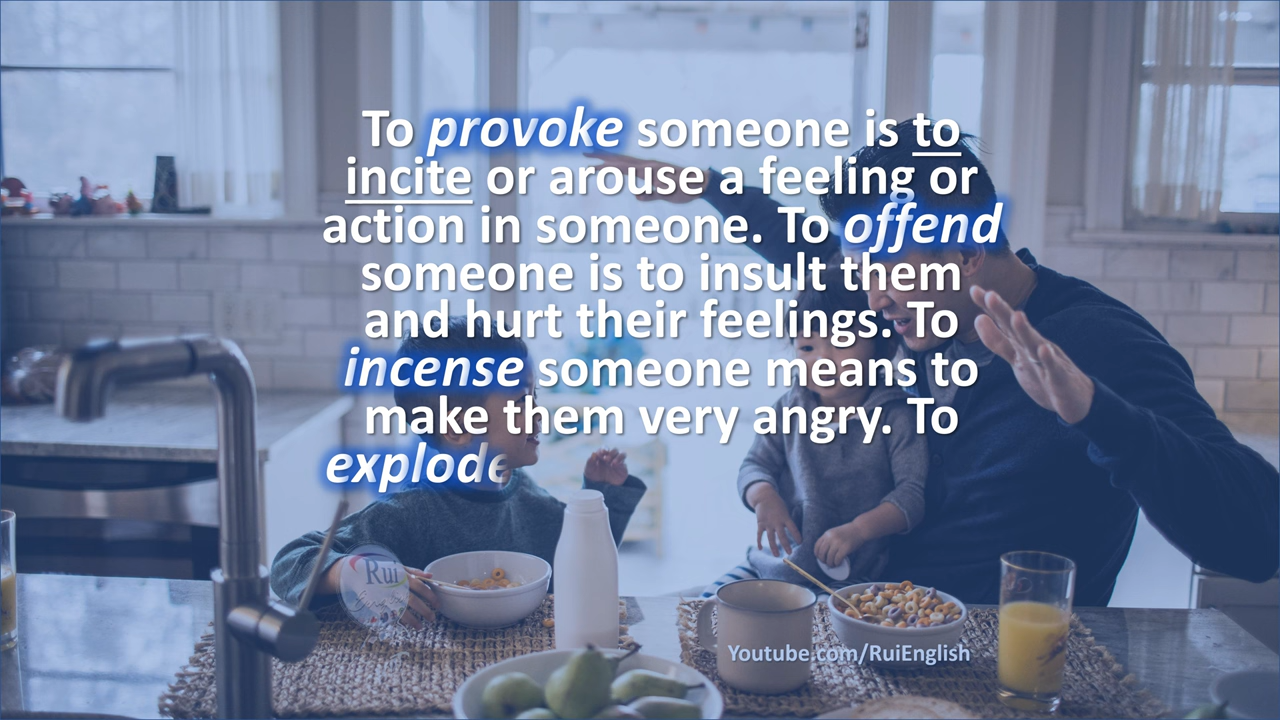 To provoke someone is to
incite or arouse a feeling or
action in someone. To offend
someone is to insult them
and hurt their feelings. To
incense someone means to
make them very angry. To
explode
Rui
Youtube.com/RuiEnglish